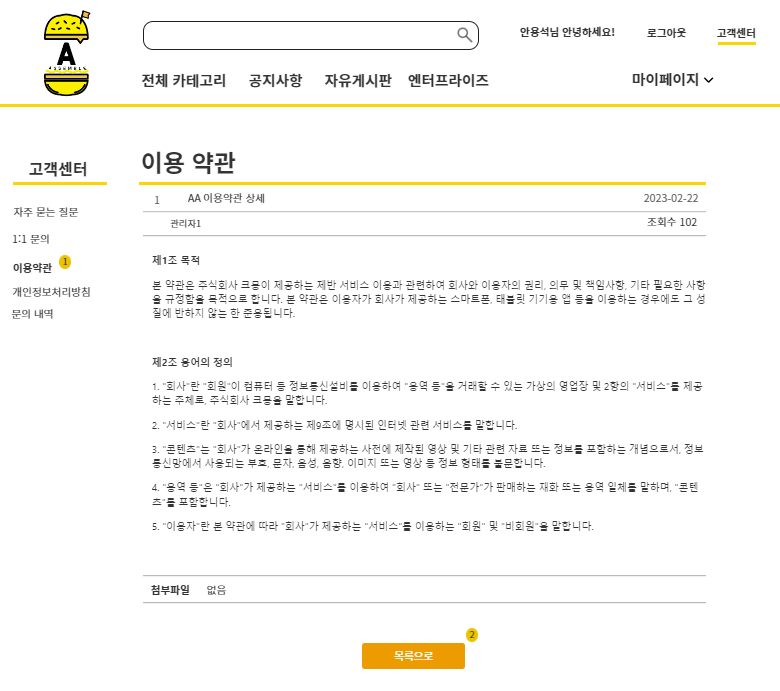 안용석님 안녕하세요!
로그아웃
고객센터
A
ASSEMBLE
전체 카테고리 공지사항 자유게시판 엔터프라이즈 마이페이지
고객센터
자주 묻는 질문
1:1 문의
이용약관 1
개인정보처리방침
문의 내역
이용 약관
1 AA 이용약관 상세 2023-02-22
관리자1 조회수 102
제1조 목적
본 약관은 주식회사 크몽이 제공하는 제반 서비스 이용과 관련하여 회사와 이용자의 권리, 의무 및 책임사항, 기타 필요한 사항
을 규정함을 목적으로 합니다. 본 약관은 이용자가 회사가 제공하는 스마트폰, 태블릿 기기용 앱 등을 이용하는 경우에도 그 성
질에 반하지 않는 한 준용됩니다.
제2조 용어의 정의
1. "회사"란 "회원"이 컴퓨터 등 정보통신설비를 이용하여 "용역 등"을 거래할 수 있는 가상의 영업장 및 2항의 "서비스"를 제공
하는 주체로, 주식회사 크몽을 말합니다.
2. "서비스"란 "회사"에서 제공하는 제9조에 명시된 인터넷 관련 서비스를 말합니다.
3. "콘텐츠"는 "회사"가 온라인을 통해 제공하는 사전에 제작된 영상 및 기타 관련 자료 또는 정보를 포함하는 개념으로서, 정보
통신망에서 사용되는 부호, 문자, 음성, 음향, 이미지 또는 영상 등 정보 형태를 불문합니다.
4. "용역 등"은 "회사"가 제공하는 "서비스"를 이용하여 "회사" 또는 "전문가"가 판매하는 재화 또는 용역 일체를 말하며, "콘텐
츠"를 포함합니다.
5. "이용자"란 본 약관에 따라 "회사"가 제공하는 "서비스"를 이용하는 "회원" 및 "비회원"을 말합니다.
첨부파일 없음
2
목록으로